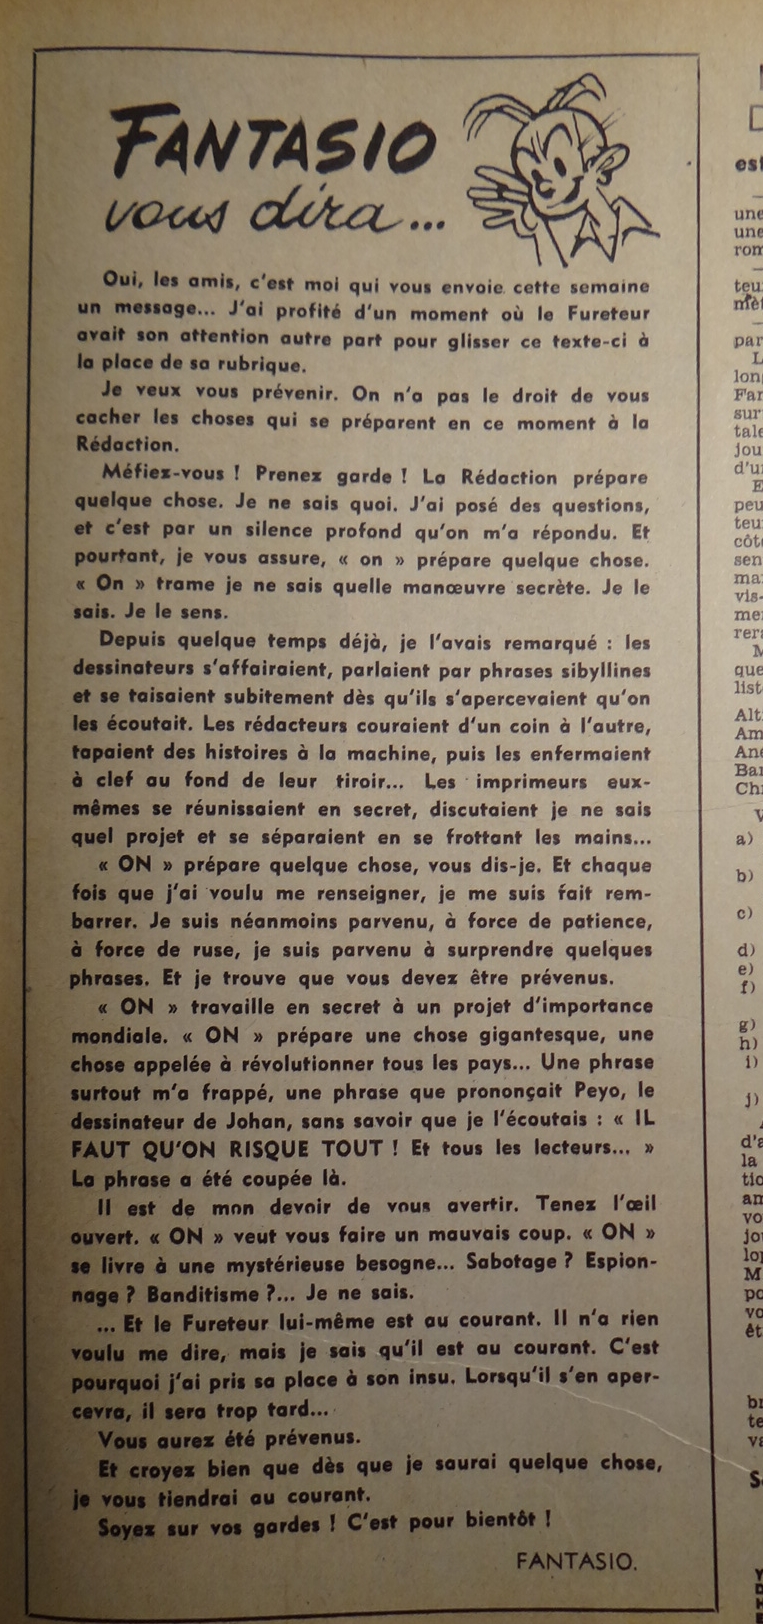 FANTASIO
vous dira...
Oui, les amis, c'est moi qui vous envoie cette semaine
un message... J'ai profité d'un moment où le Fureteur
avait son attention autre part pour glisser ce texte-ci à
la place de sa rubrique.
Je veux vous prévenir. On n'a pas le droit de vous
cacher les choses qui se préparent en ce moment à la
Rédaction.
Méfiez-vous ! Prenez garde ! La Rédaction prépare
quelque chose. Je ne sais quoi. J'ai posé des questions,
et c'est par un silence profond qu'on m'a répondu. Et
pourtant, je vous assure, « on » prépare quelque chose.
« On » trame je ne sais quelle manœuvre secrète. Je le
sais. Je le sens.
Depuis quelque temps déjà, je l'avais remarqué : les
dessinateurs s'affairaient, parlaient par phrases sibyllines
et se taisaient subitement dès qu'ils s'apercevaient qu'on
les écoutait. Les rédacteurs couraient d'un coin à l'autre,
tapaient des histoires à la machine, puis les enfermaient
à clef au fond de leur tiroir... Les imprimeurs eux-
mêmes se réunissaient en secret, discutaient je ne sais
quel projet et se séparaient en se frottant les mains...
« ON » prépare quelque chose, vous dis-je. Et chaque
fois que j'ai voulu me renseigner, je me suis fait rem-
barrer. Je suis néanmoins parvenu, à force de patience,
à force de ruse, je suis parvenu à surprendre quelques
phrases. Et je trouve que vous devez être prévenus.
« ON » travaille en secret à un projet d'importance
mondiale. « ON » prépare une chose gigantesque, une
chose appelée à révolutionner tous les pays... Une phrase
surtout m'a frappé, une phrase que prononçait Peyo, le
dessinateur de Johan, sans savoir que je l'écoutais : « IL
FAUT QU'ON RISQUE TOUT ! Et tous les lecteurs... »
La phrase a été coupée là.
Il est de mon devoir de vous avertir. Tenez l'œil
ouvert. « ON » veut vous faire un mauvais coup. « ON »
se livre à une mystérieuse besogne... Sabotage ? Espion-
nage ? Banditisme ?... Je ne sais.
... Et le Fureteur lui-même est au courant. Il n'a rien
voulu me dire, mais je sais qu'il est au courant. C'est
pourquoi j'ai pris sa place à son insu. Lorsqu'il s'en aper-
cevra, il sera trop tard...
Vous aurez été prévenus.
Et croyez bien que dès que je saurai quelque chose,
je vous tiendrai au courant.
Soyez sur vos gardes ! C'est pour bientôt !
FANTASIO.
une
une
par
a)
b)
c)
d)
e)
f)
g)
h)
i)
j)
la